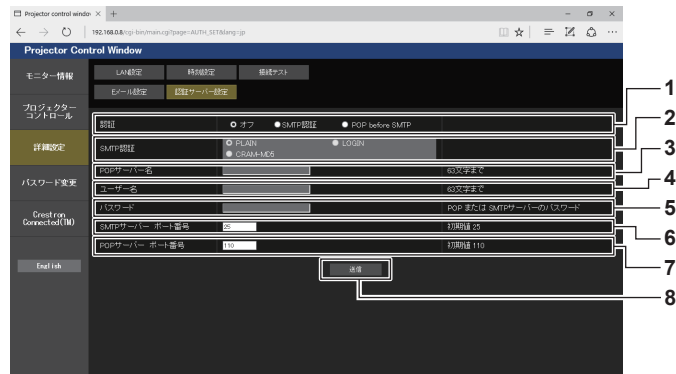 Projector control windov
192.168.0.8/cgi-bin/main.cgi?page=AUTH_SET&lang=jp
Projector Control Window
モニター情報
LAN設定
時刻設定
接続テスト
Eメール設定
認証サーバー設定
プロジェクター
コントロール
認証
オフ
SMTP認証
POP before SMTP
1
詳細設定
SMTP認証
PLAIN
LOGIN
CRAM-MD5
2
POPサーバー名
63文字まで
3
パスワード変更
ユーザー名
63文字まで
4
パスワード
POP または SMTPサーバーのパスワード
5
Crestron
Connected(TM)
SMTPサーバー ポート番号
25
初期値 25
6
POPサーバー ポート番号
110
初期値 110
7
English
送信
8